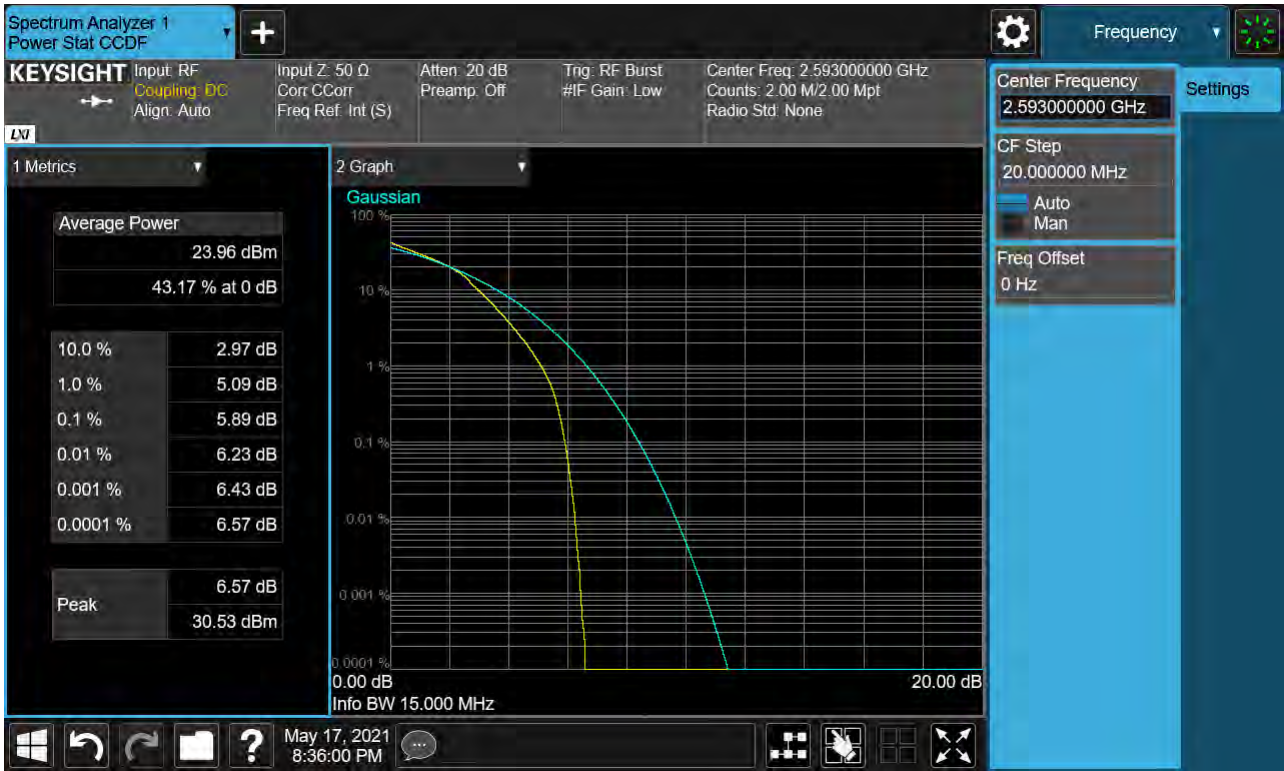 Spectrum Analyzer 1
Power Stat CCDF
Frequency
KEYSIGHT
Input: RF
Coupling: DC
Align: Auto
Input Z: 50 Ω
Corr CCorr
Freq Ref: Int (S)
Atten: 20 dB
Preamp: Off
Trig: RF Burst
#IF Gain: Low
Center Freq: 2.593000000 GHz
Counts: 2.00 M/2.00 Mpt
Radio Std: None
LXI
Center Frequency
2.593000000 GHz
Settings
CF Step
20.000000 MHz
Auto
Man
Freq Offset
0 Hz
1 Metrics
Average Power
23.96 dBm
43.17 % at 0 dB
10.0 % 2.97 dB
1.0 % 5.09 dB
0.1 % 5.89 dB
0.01 % 6.23 dB
0.001 % 6.43 dB
0.0001 % 6.57 dB
Peak
6.57 dB
30.53 dBm
2 Graph
Gaussian
100 %
10 %
1 %
0.1 %
0.01 %
0.001 %
0.0001 %
0.00 dB 20.00 dB
Info BW 15.000 MHz
May 17, 2021
8:36:00 PM